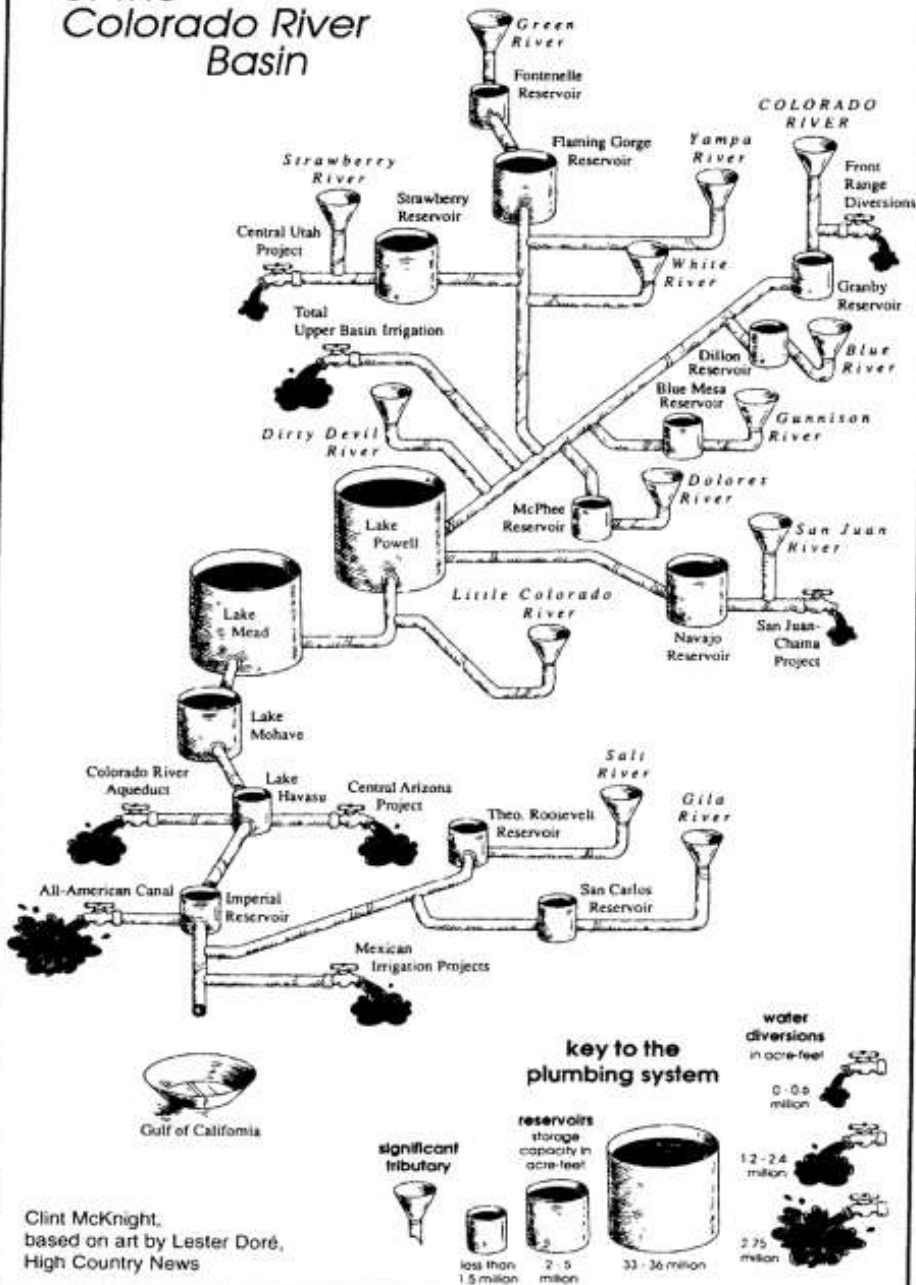 Colorado River
Basin
Green
River
Fontenelle
Reservoir
COLORADO
RIVER
Flaming Gorge
Reservoir
Yampa
River
Strawberry
River
Front
Range
Diversions
Strawberry
Reservoir
Central Utah
Project
White
River
Granby
Reservoir
Total
Upper Basin Irrigation
Dillon
Reservoir
Blue
River
Blue Mesa
Reservoir
Gunnison
River
Dirty Devil
River
Dolores
River
McPhee
Reservoir
Lake
Powell
San Juan
River
Little Colorado
River
Lake
Mead
Navajo
Reservoir
San Juan-
Chama
Project
Lake
Mohave
Salt
River
Colorado River
Aqueduct
Lake
Havasu
Central Arizona
Project
Gila
River
Theo. Roosevelt
Reservoir
All-American Canal
Imperial
Reservoir
San Carlos
Reservoir
Mexican
Irrigation Projects
Gulf of California
key to the
plumbing system
water
diversions
in acre-feet
0 - 0.6
million
1.2 - 2.4
million
2.75
million
significant
tributary
reservoirs
storage
capacity in
acre-feet
less than
1.5 million
2 - 5
million
33 - 36 million
Clint McKnight,
based on art by Lester Doré,
High Country News